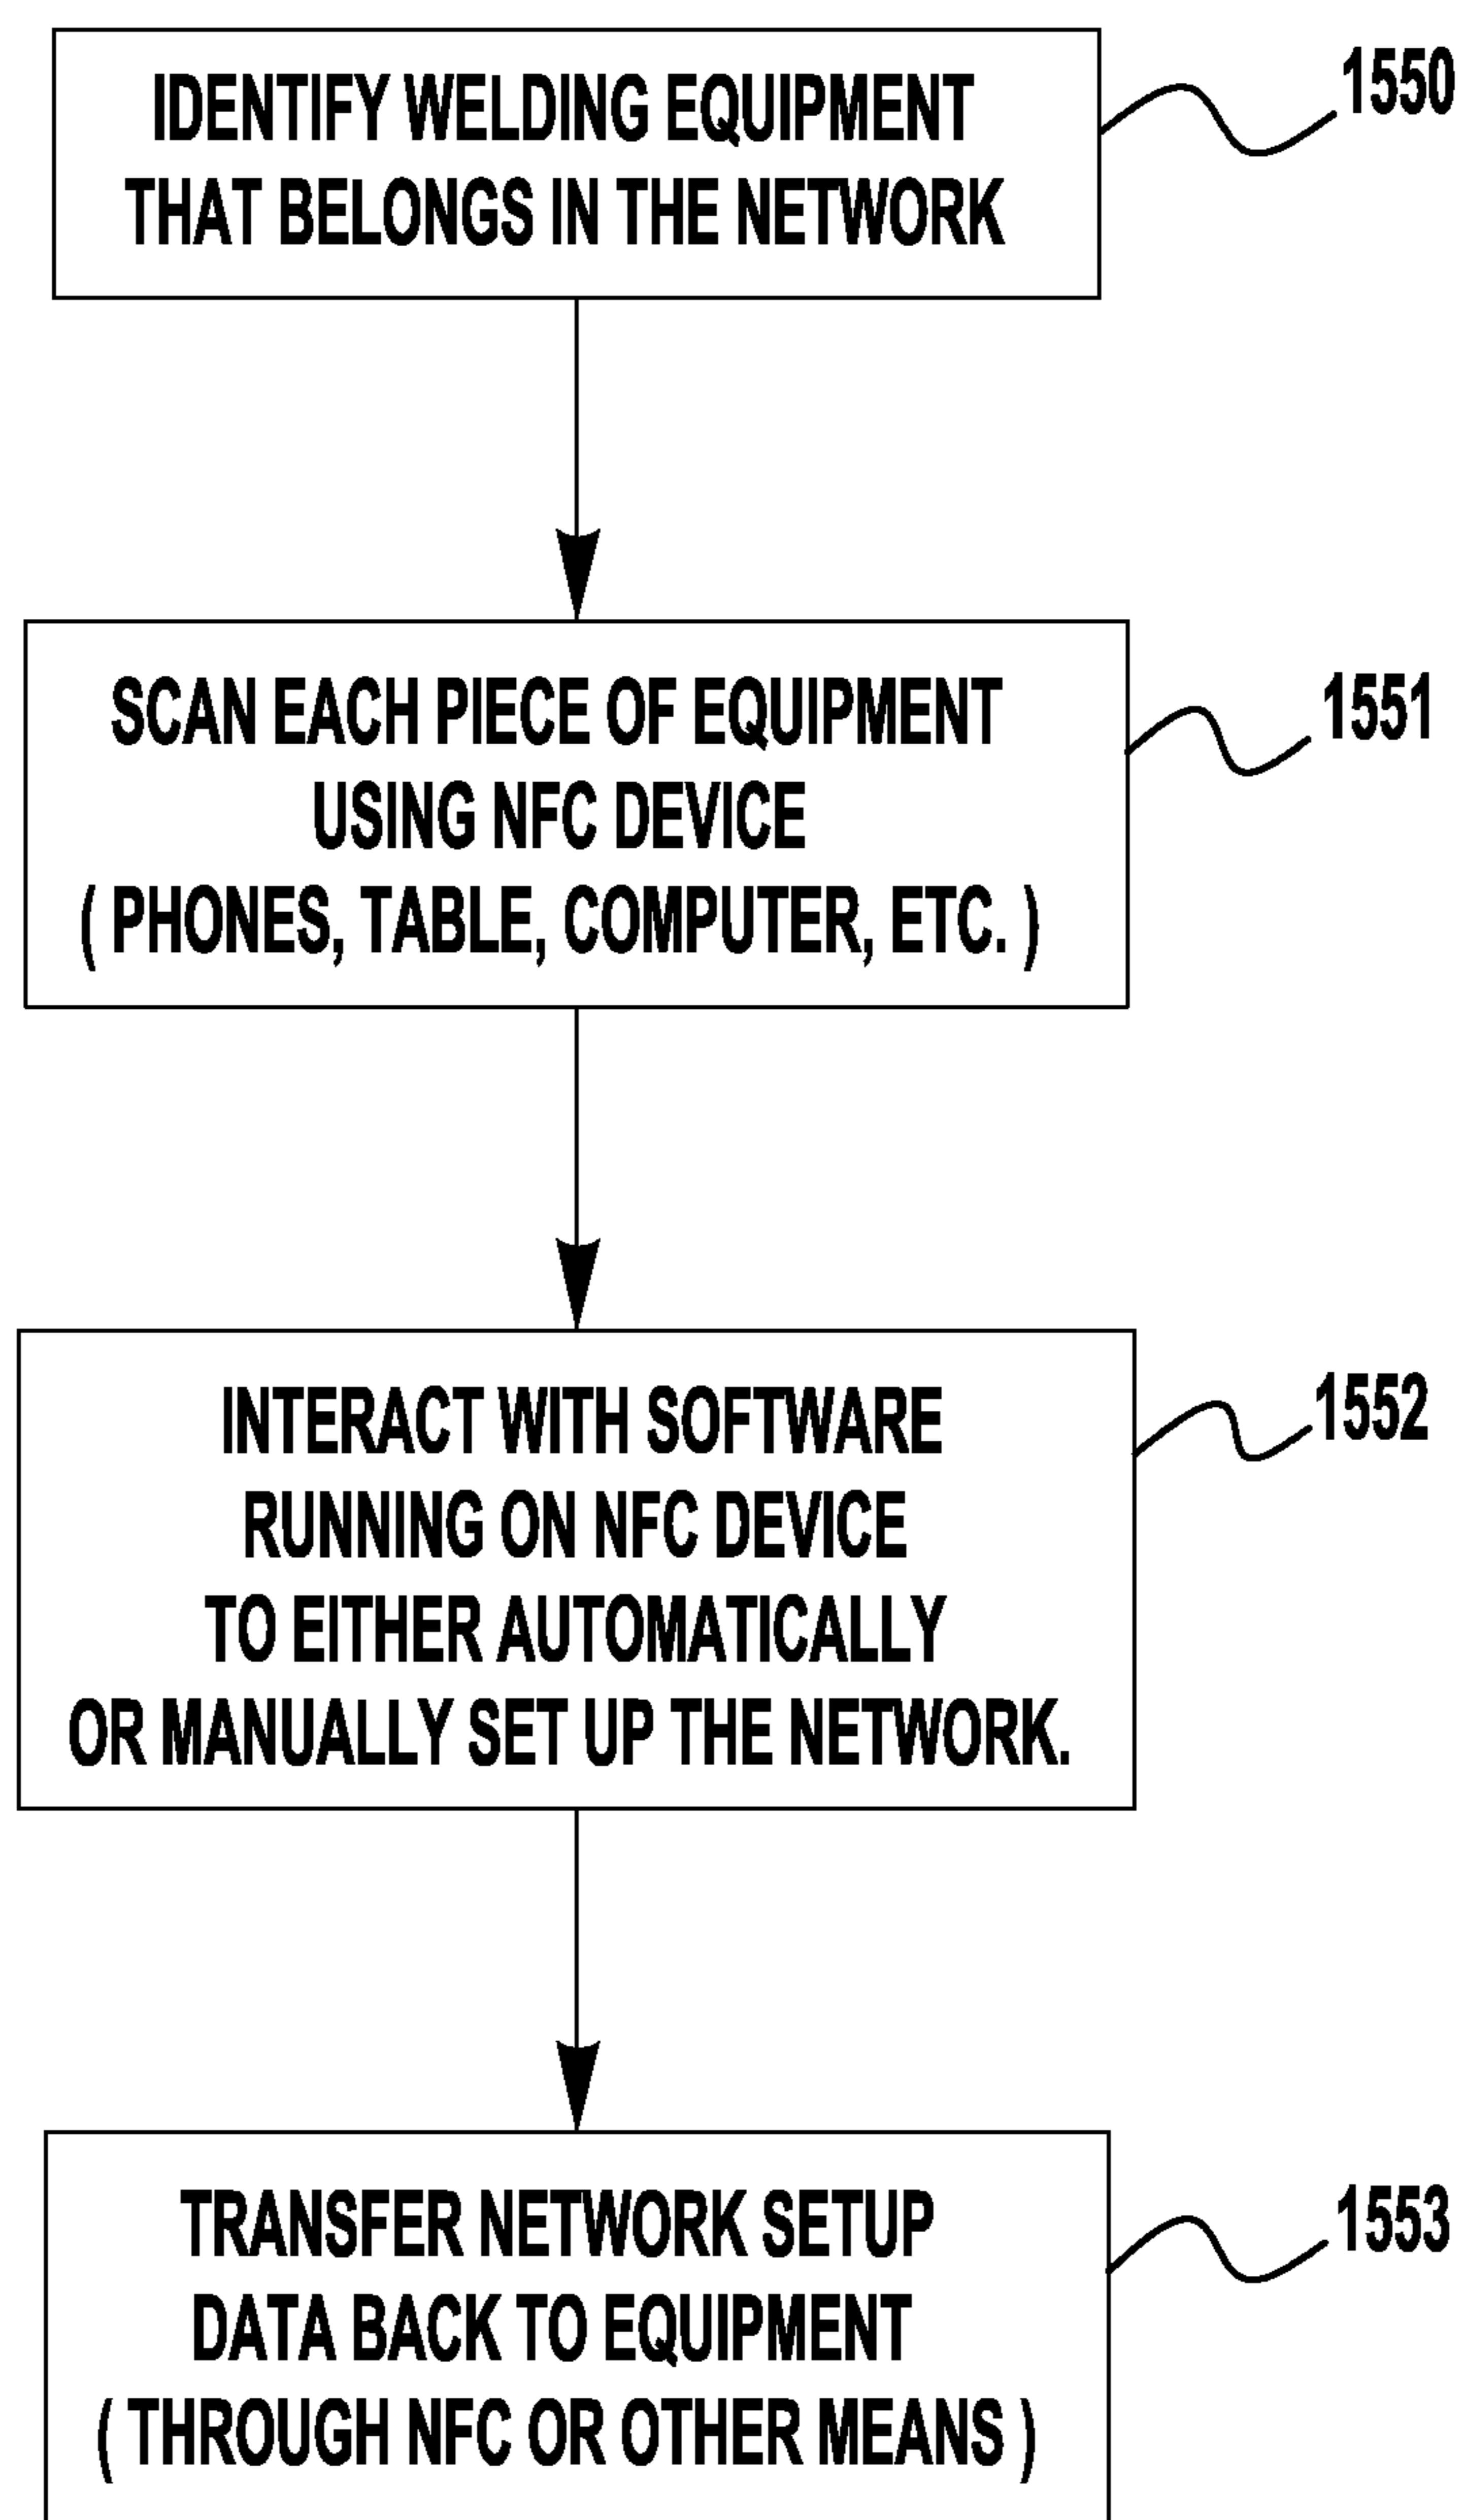 IDENTIFY WELDING EQUIPMENT
THAT BELONGS IN THE NETWORK
1550
SCAN EACH PIECE OF EQUIPMENT
USING NFC DEVICE
( PHONES, TABLE, COMPUTER, ETC. )
1551
INTERACT WITH SOFTWARE
RUNNING ON NFC DEVICE
TO EITHER AUTOMATICALLY
OR MANUALLY SET UP THE NETWORK.
1552
TRANSFER NETWORK SETUP
DATA BACK TO EQUIPMENT
( THROUGH NFC OR OTHER MEANS )
1553